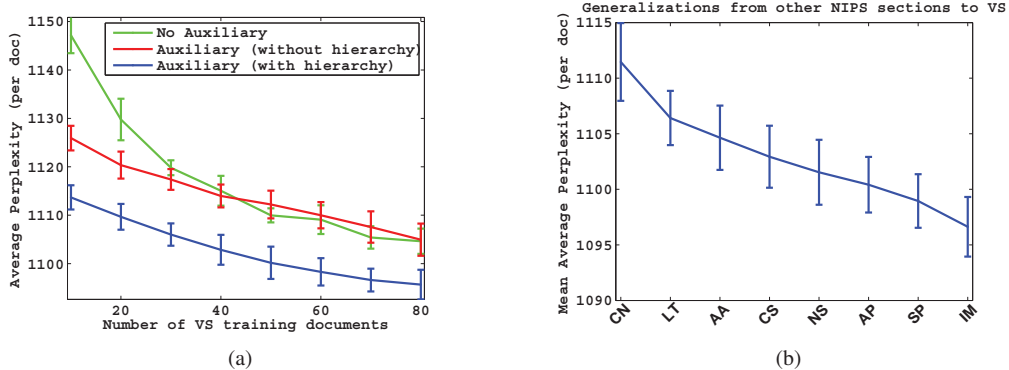 Average Perplexity (per doc)
1150
1140
1130
1120
1110
1100
No Auxiliary
Auxiliary (without hierarchy)
Auxiliary (with hierarchy)
20
40
60
80
Number of VS training documents
(a)
Generalizations from other NIPS sections to VS
Mean Average Perplexity (per doc)
1115
1110
1105
1100
1095
1090
CN
LT
AA
CS
NS
AP
SP
IM
(b)